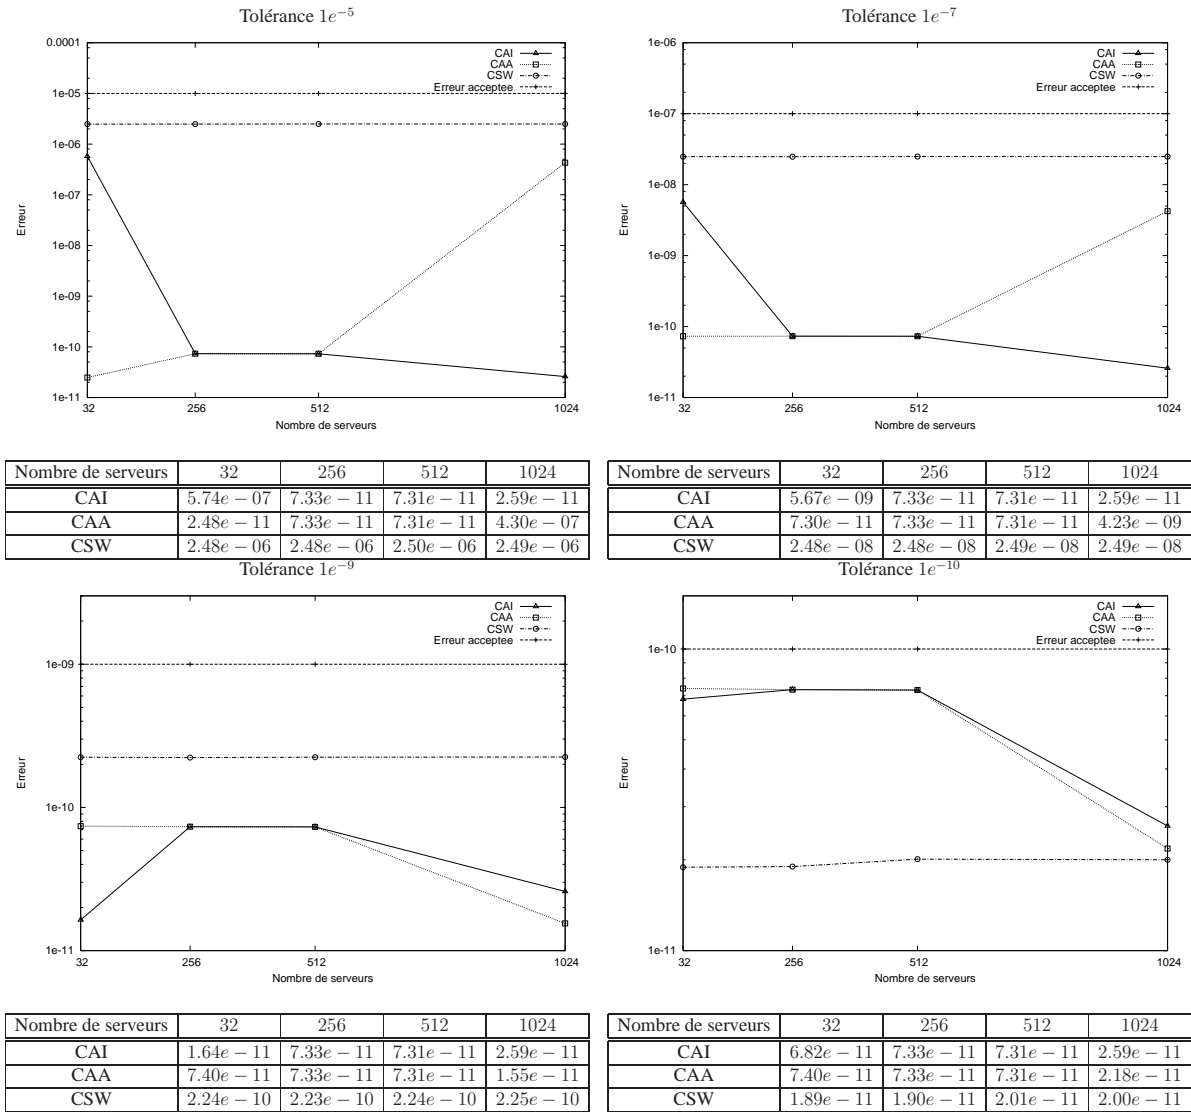 Tolérance 1e−5
0.0001
1e-05
1e-06
1e-07
1e-08
1e-09
1e-10
1e-11
Erreur
CAI
CAA
CSW
Erreur acceptee
32 256 512 1024
Nombre de serveurs
Nombre de serveurs 32 256 512 1024
CAI 5.74e − 07 7.33e − 11 7.31e − 11 2.59e − 11
CAA 2.48e − 11 7.33e − 11 7.31e − 11 4.30e − 07
CSW 2.48e − 06 2.48e − 06 2.50e − 06 2.49e − 06
Tolérance 1e−7
1e-06
1e-07
1e-08
1e-09
1e-10
1e-11
Erreur
CAI
CAA
CSW
Erreur acceptee
32 256 512 1024
Nombre de serveurs
Nombre de serveurs 32 256 512 1024
CAI 5.67e − 09 7.33e − 11 7.31e − 11 2.59e − 11
CAA 7.30e − 11 7.33e − 11 7.31e − 11 4.23e − 09
CSW 2.48e − 08 2.48e − 08 2.49e − 08 2.49e − 08
Tolérance 1e−9
1e-09
1e-10
1e-11
Erreur
CAI
CAA
CSW
Erreur acceptee
32 256 512 1024
Nombre de serveurs
Nombre de serveurs 32 256 512 1024
CAI 1.64e − 11 7.33e − 11 7.31e − 11 2.59e − 11
CAA 7.40e − 11 7.33e − 11 7.31e − 11 1.55e − 11
CSW 2.24e − 10 2.23e − 10 2.24e − 10 2.25e − 10
Tolérance 1e−10
1e-10
1e-11
Erreur
CAI
CAA
CSW
Erreur acceptee
32 256 512 1024
Nombre de serveurs
Nombre de serveurs 32 256 512 1024
CAI 6.82e − 11 7.33e − 11 7.31e − 11 2.59e − 11
CAA 7.40e − 11 7.33e − 11 7.31e − 11 2.18e − 11
CSW 1.89e − 11 1.90e − 11 2.01e − 11 2.00e − 11